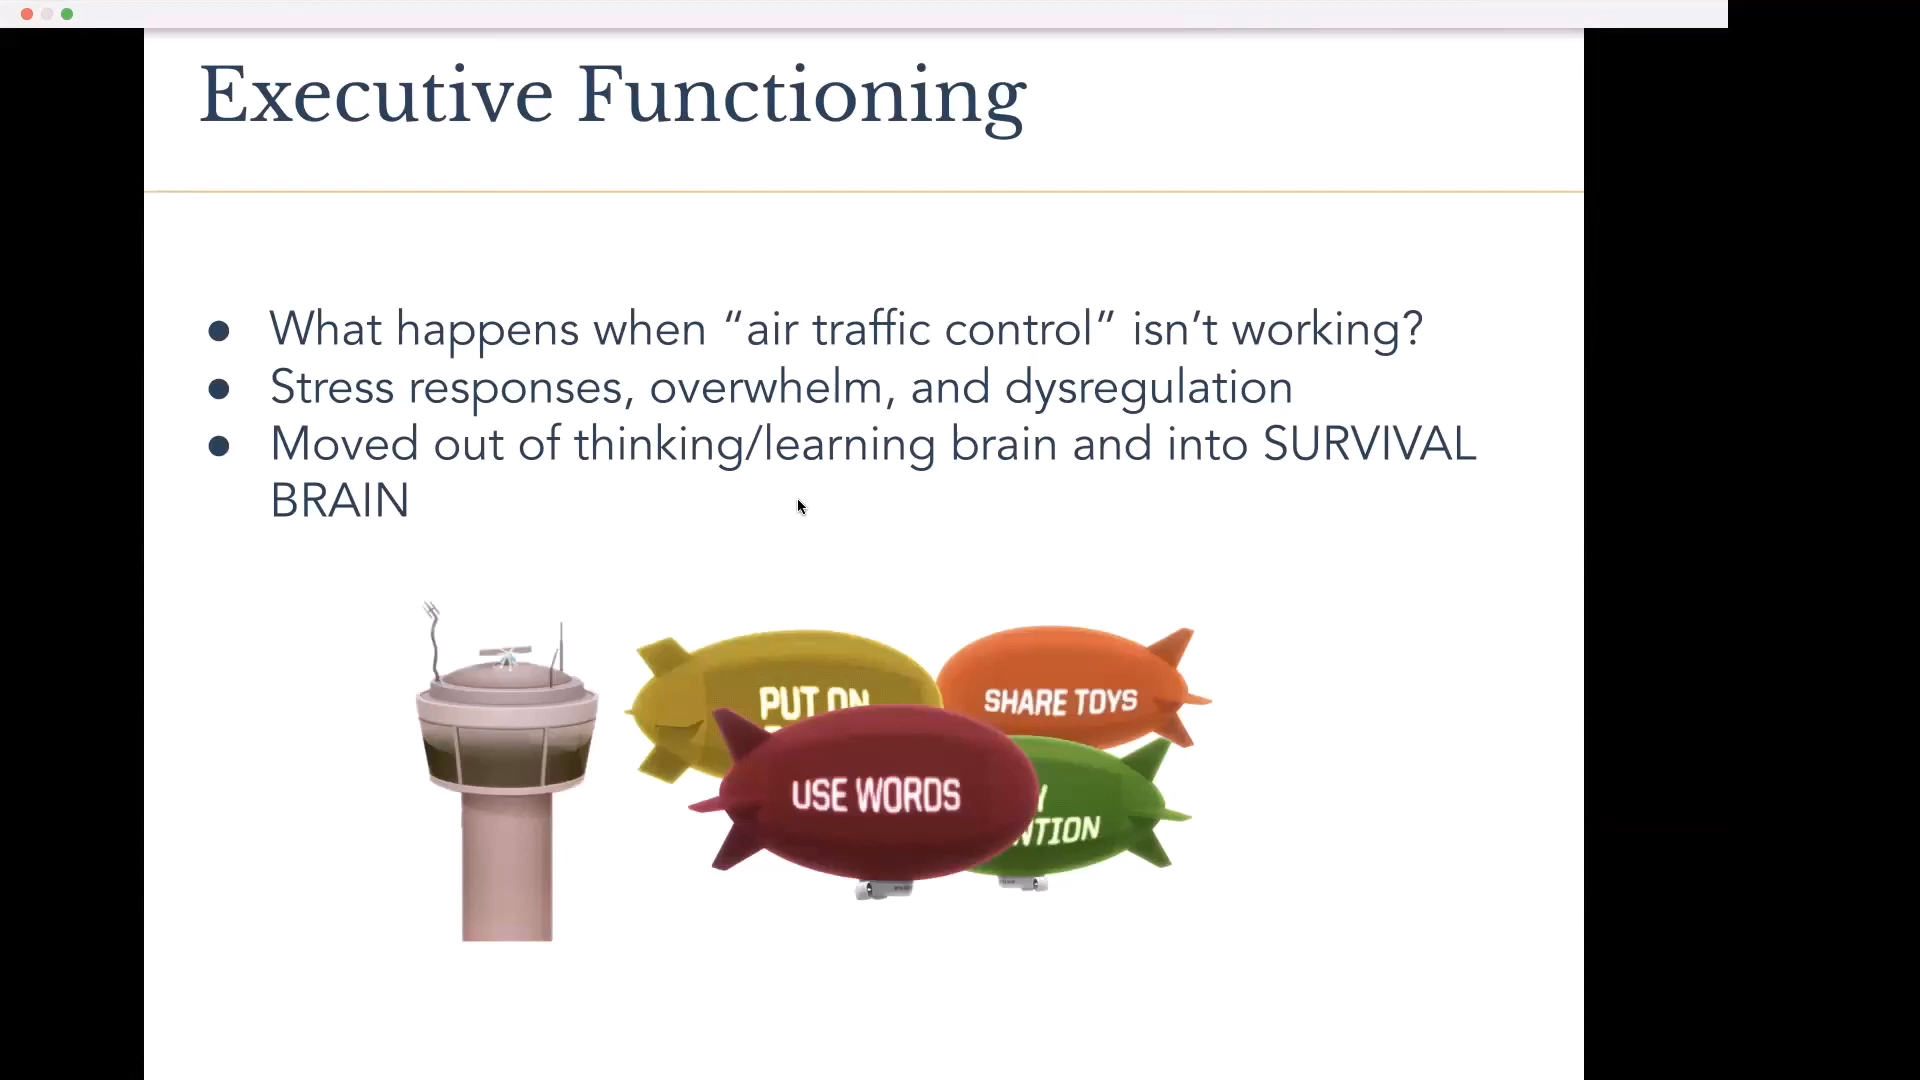 Executive Functioning
● What happens when “air traffic control” isn’t working?
● Stress responses, overwhelm, and dysregulation
● Moved out of thinking/learning brain and into SURVIVAL
BRAIN
PUT ON
SHARE TOYS
USE WORDS